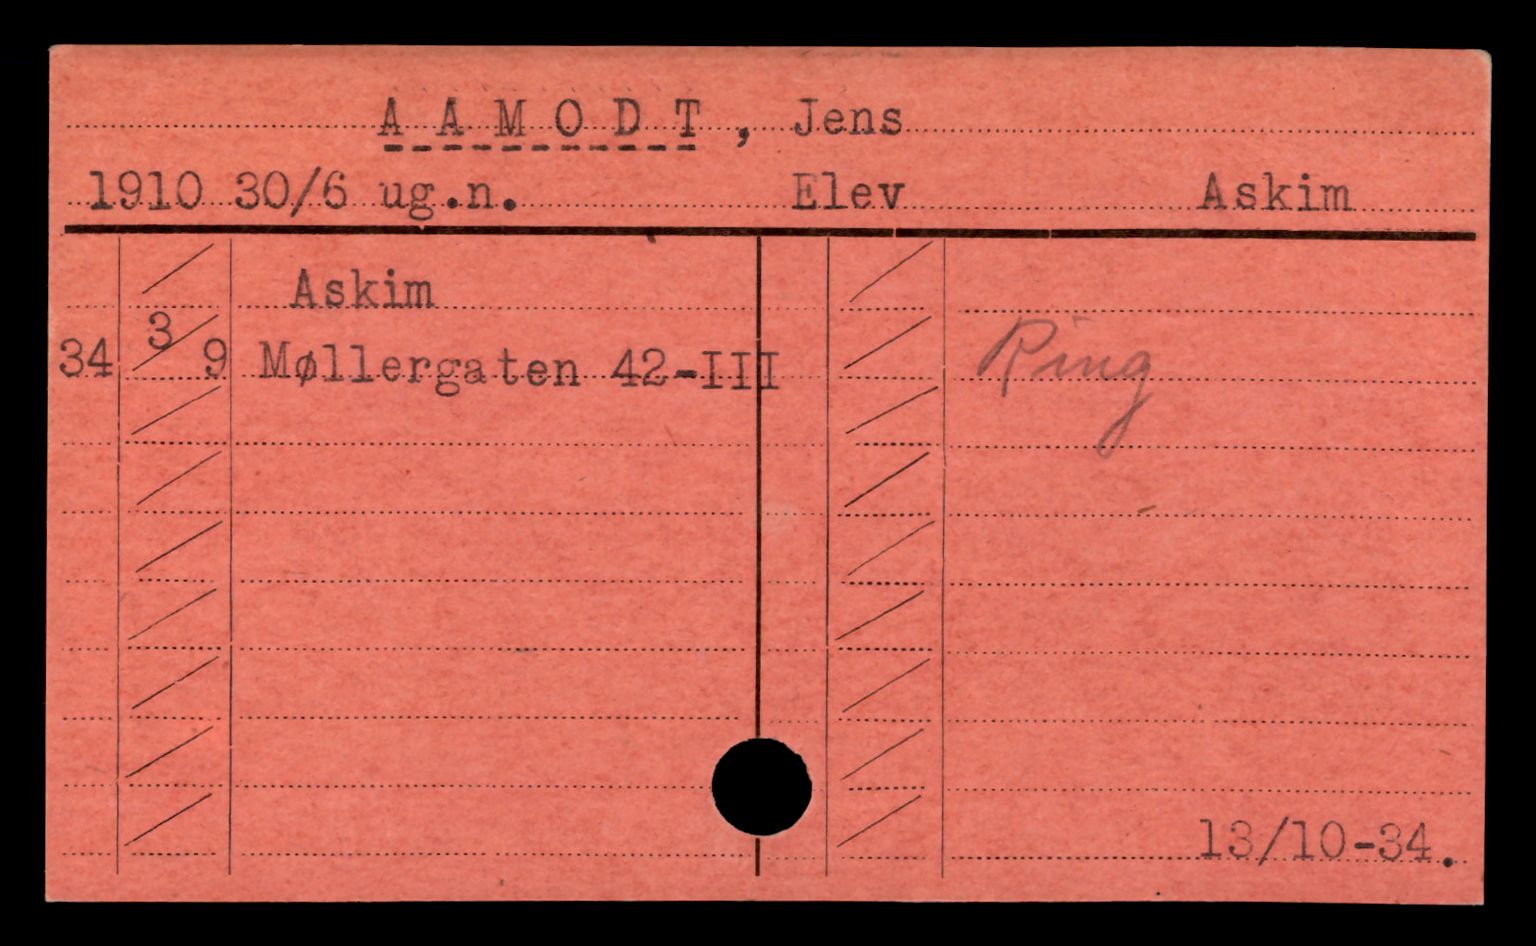 A A M O D T , Jens
1910 30/6 ug.n. Elev Askim
Askim
34 3/9 Møllergaten 42-III Ring
13/10-34.